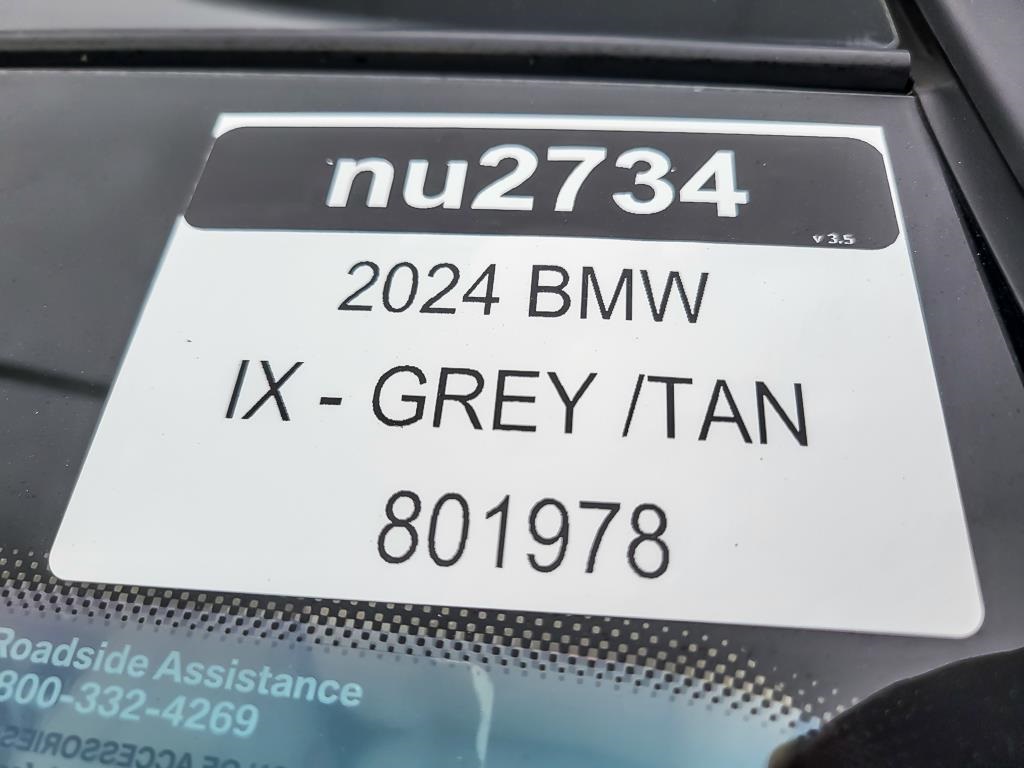 nu2734
v 3.5
2024 BMW
IX - GREY /TAN
801978
Roadside Assistance
800-332-4269